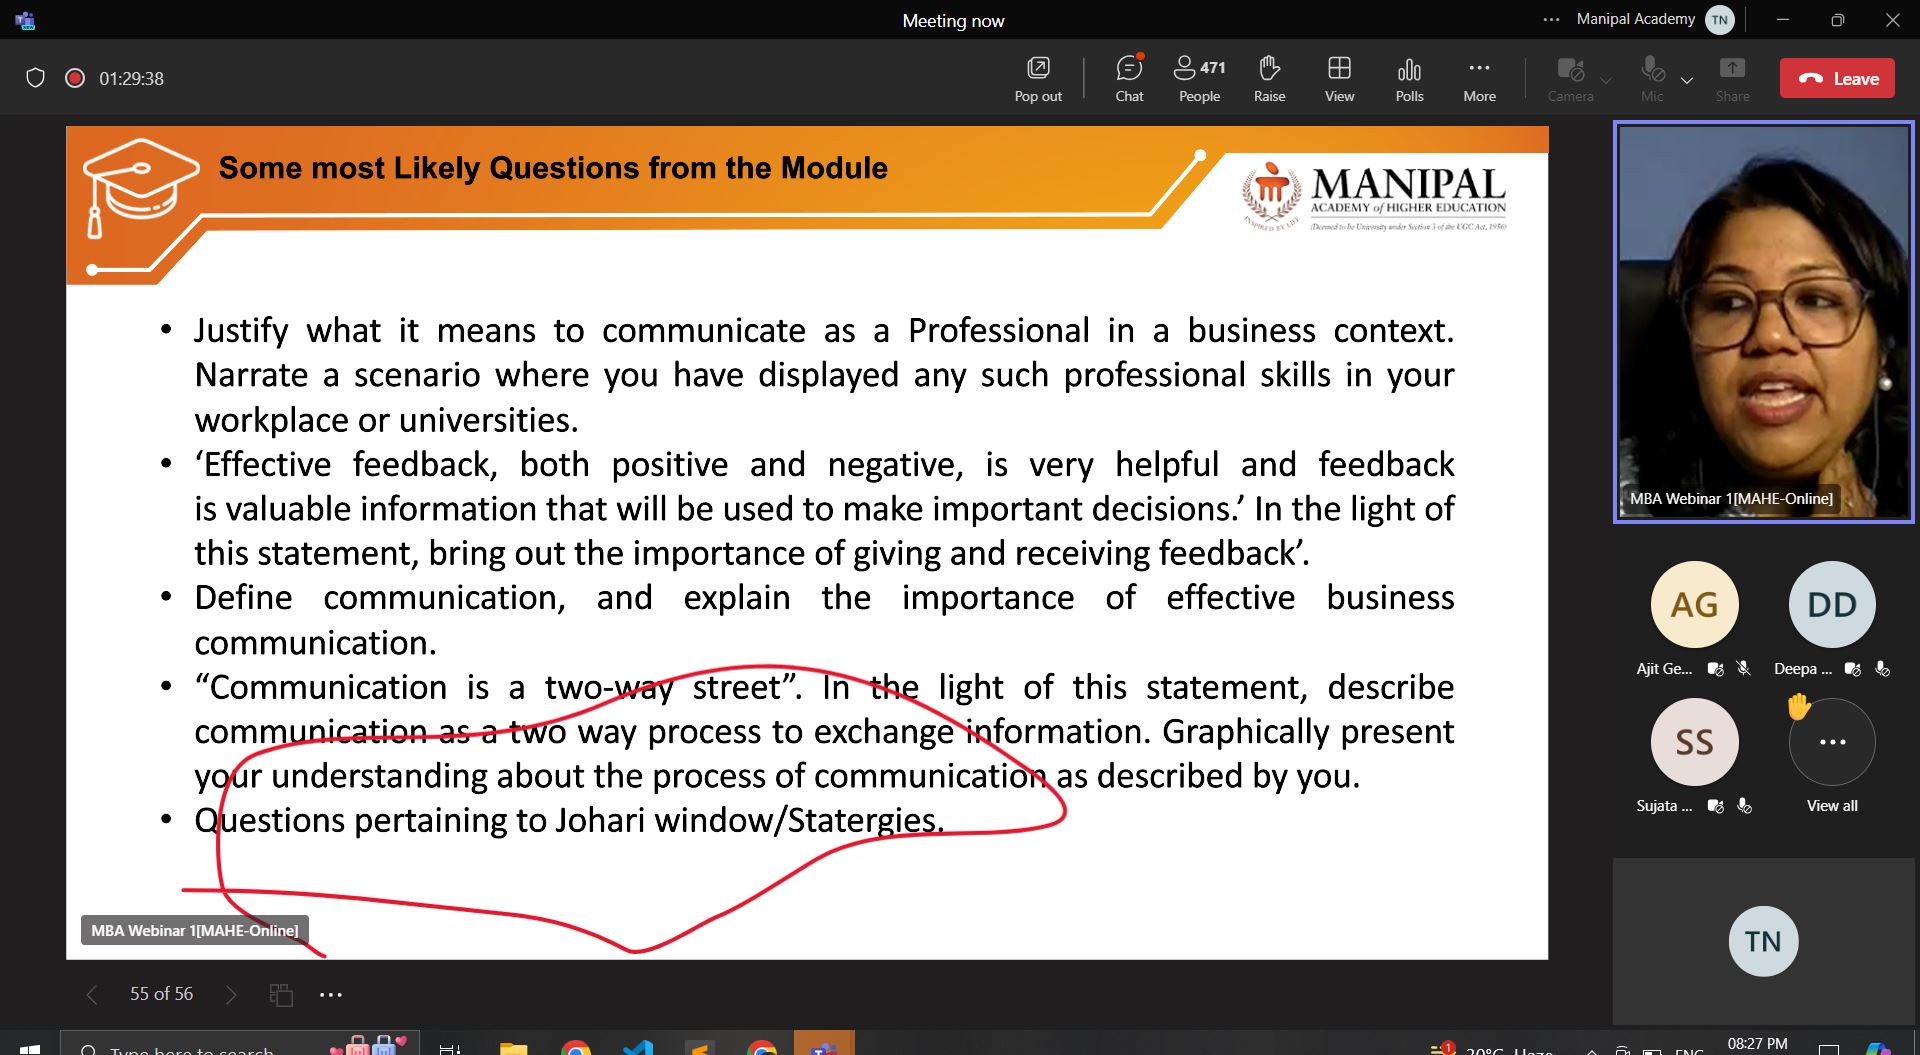 Meeting now
Manipal Academy TN
01:29:38
Pop out
Chat
471
People
Raise
View
Polls
More
Camera
Mic
Share
Leave
Some most Likely Questions from the Module
MANIPAL
ACADEMY of HIGHER EDUCATION
(Deemed to be University under Section 3 of the UGC Act, 1956)
INSPIRED BY LIFE
• Justify what it means to communicate as a Professional in a business context.
Narrate a scenario where you have displayed any such professional skills in your
workplace or universities.
• ‘Effective feedback, both positive and negative, is very helpful and feedback
is valuable information that will be used to make important decisions.’ In the light of
this statement, bring out the importance of giving and receiving feedback’.
• Define communication, and explain the importance of effective business
communication.
• “Communication is a two-way street”. In the light of this statement, describe
communication as a two way process to exchange information. Graphically present
your understanding about the process of communication as described by you.
• Questions pertaining to Johari window/Statergies.
MBA Webinar 1[MAHE-Online]
55 of 56
MBA Webinar 1[MAHE-Online]
AG
DD
Ajit Ge...
Deepa ...
SS
Sujata ...
View all
TN
Type here to search
1
30°C Haze
ENG
08:27 PM